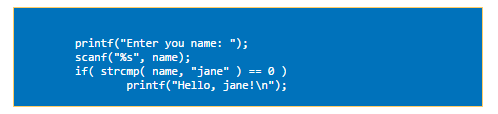 printf("Enter you name: ");
scanf("%s", name);
if( strcmp( name, "jane" ) == 0 )
printf("Hello, jane!\n");